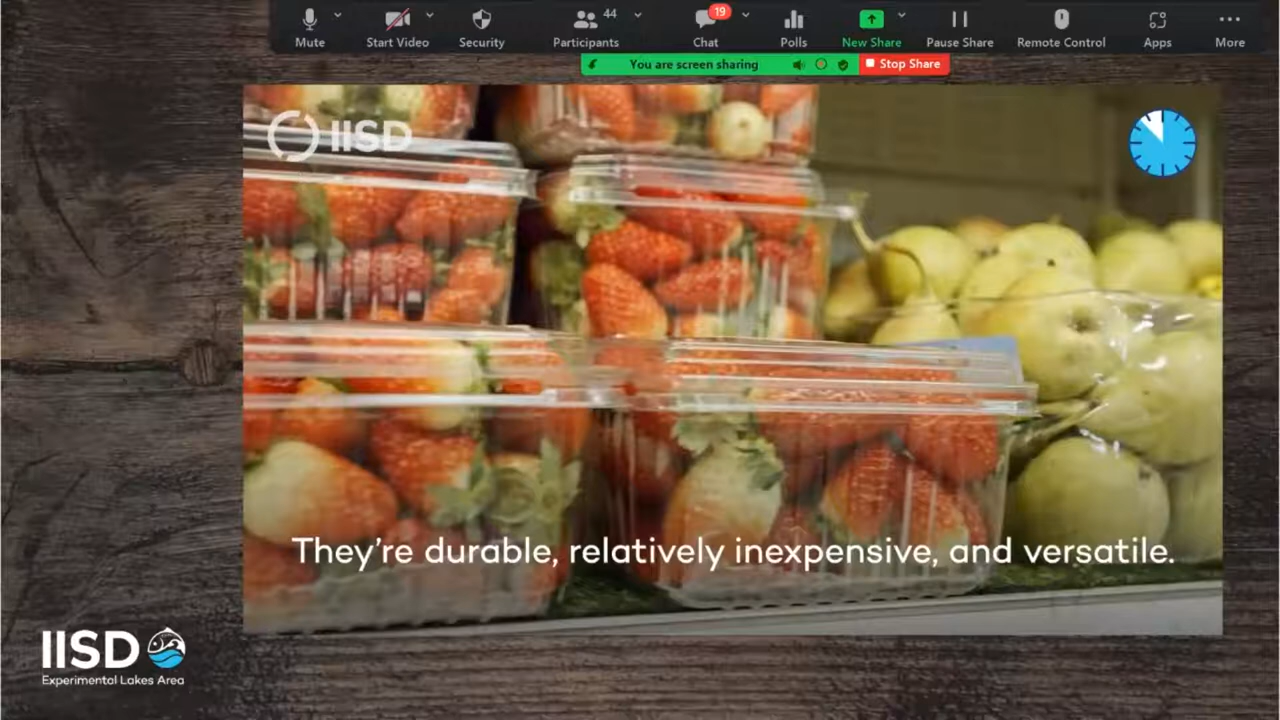 44
19
Mute
Start Video
Security
Participants
Chat
Polls
New Share
Pause Share
Remote Control
Apps
More
You are screen sharing
Stop Share
IISD
They're durable, relatively inexpensive, and versatile.
IISD
Experimental Lakes Area